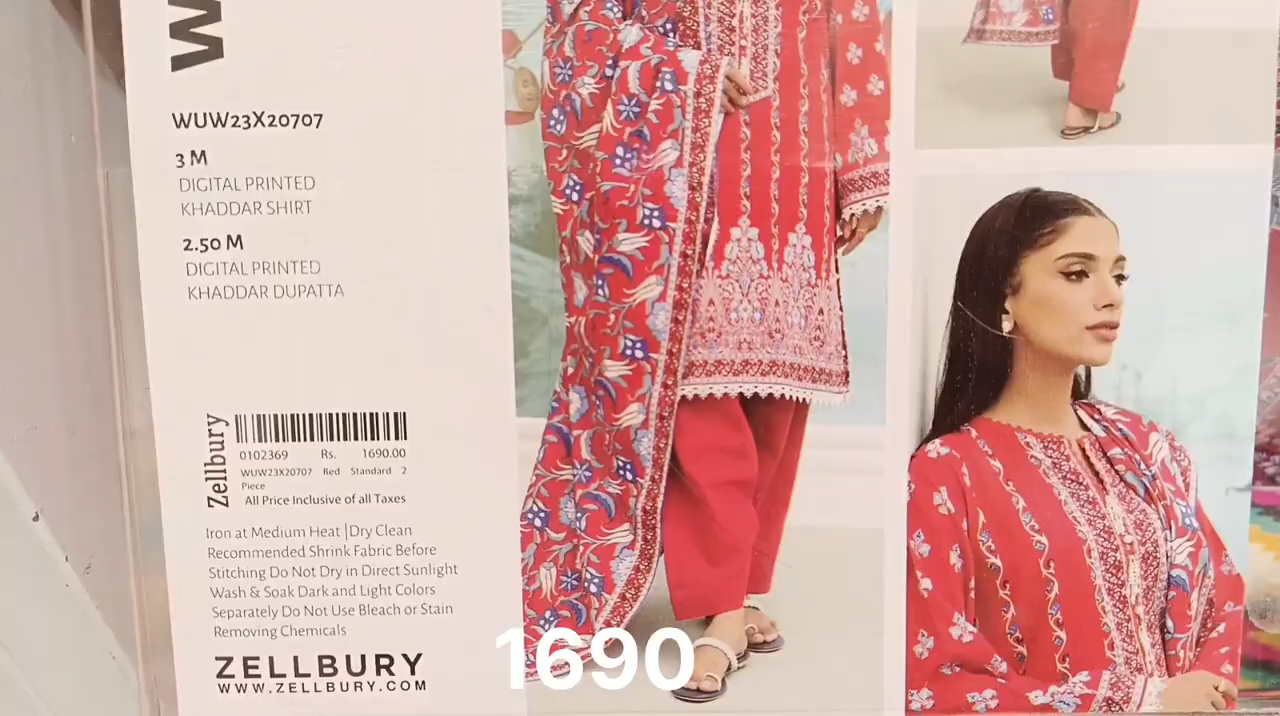 W
WUW23X20707
3 M
DIGITAL PRINTED
KHADDAR SHIRT
2.50 M
DIGITAL PRINTED
KHADDAR DUPATTA
Zellbury
0102369 Rs. 1690.00
WUW23X20707 Red Standard 2
Piece
All Price Inclusive of all Taxes
Iron at Medium Heat |Dry Clean
Recommended Shrink Fabric Before
Stitching Do Not Dry in Direct Sunlight
Wash & Soak Dark and Light Colors
Separately Do Not Use Bleach or Stain
Removing Chemicals
ZELLBURY
WWW.ZELLBURY.COM
1690